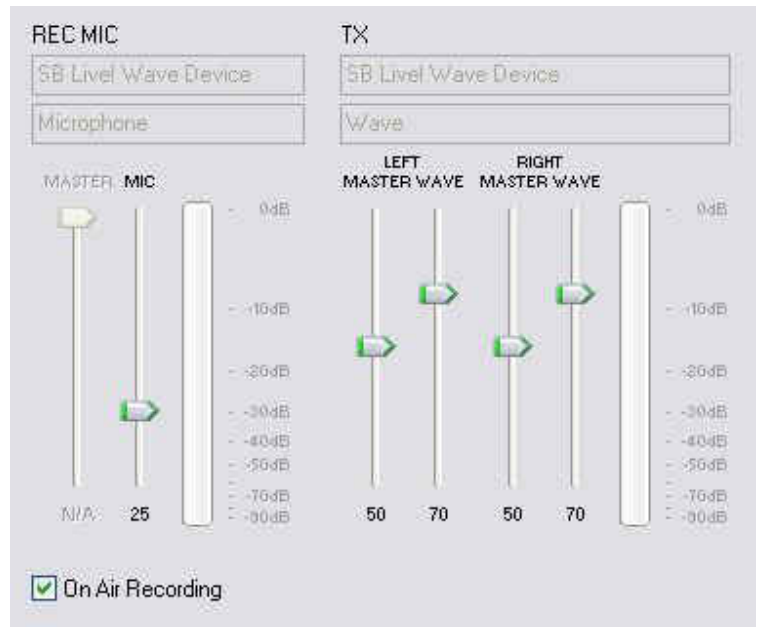 REC MIC
SB Live! Wave Device
Microphone
MASTER MIC
0dB
-10dB
-20dB
-30dB
-40dB
-50dB
-70dB
-90dB
N/A 25
TX
SB Live! Wave Device
Wave
LEFT RIGHT
MASTER WAVE MASTER WAVE
0dB
-10dB
-20dB
-30dB
-40dB
-50dB
-70dB
-90dB
50 70 50 70
On Air Recording